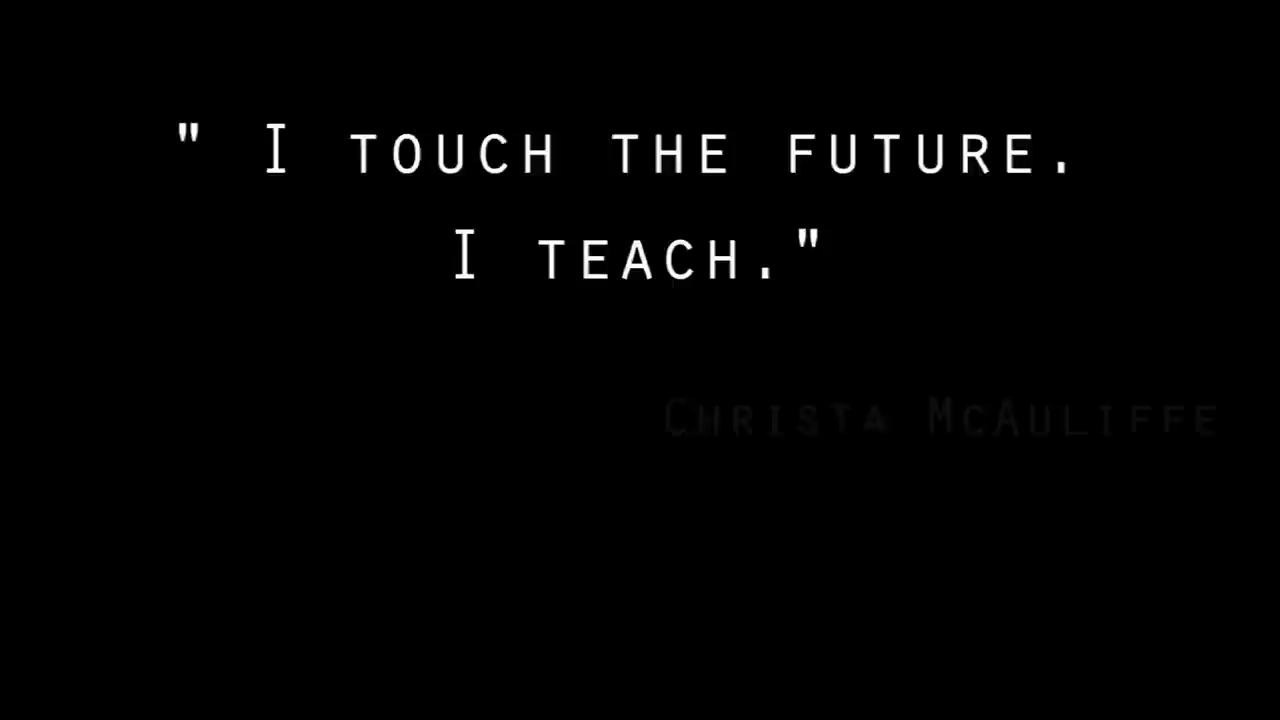 " I TOUCH THE FUTURE.
I TEACH."
CHRISTA MCAULIFFE